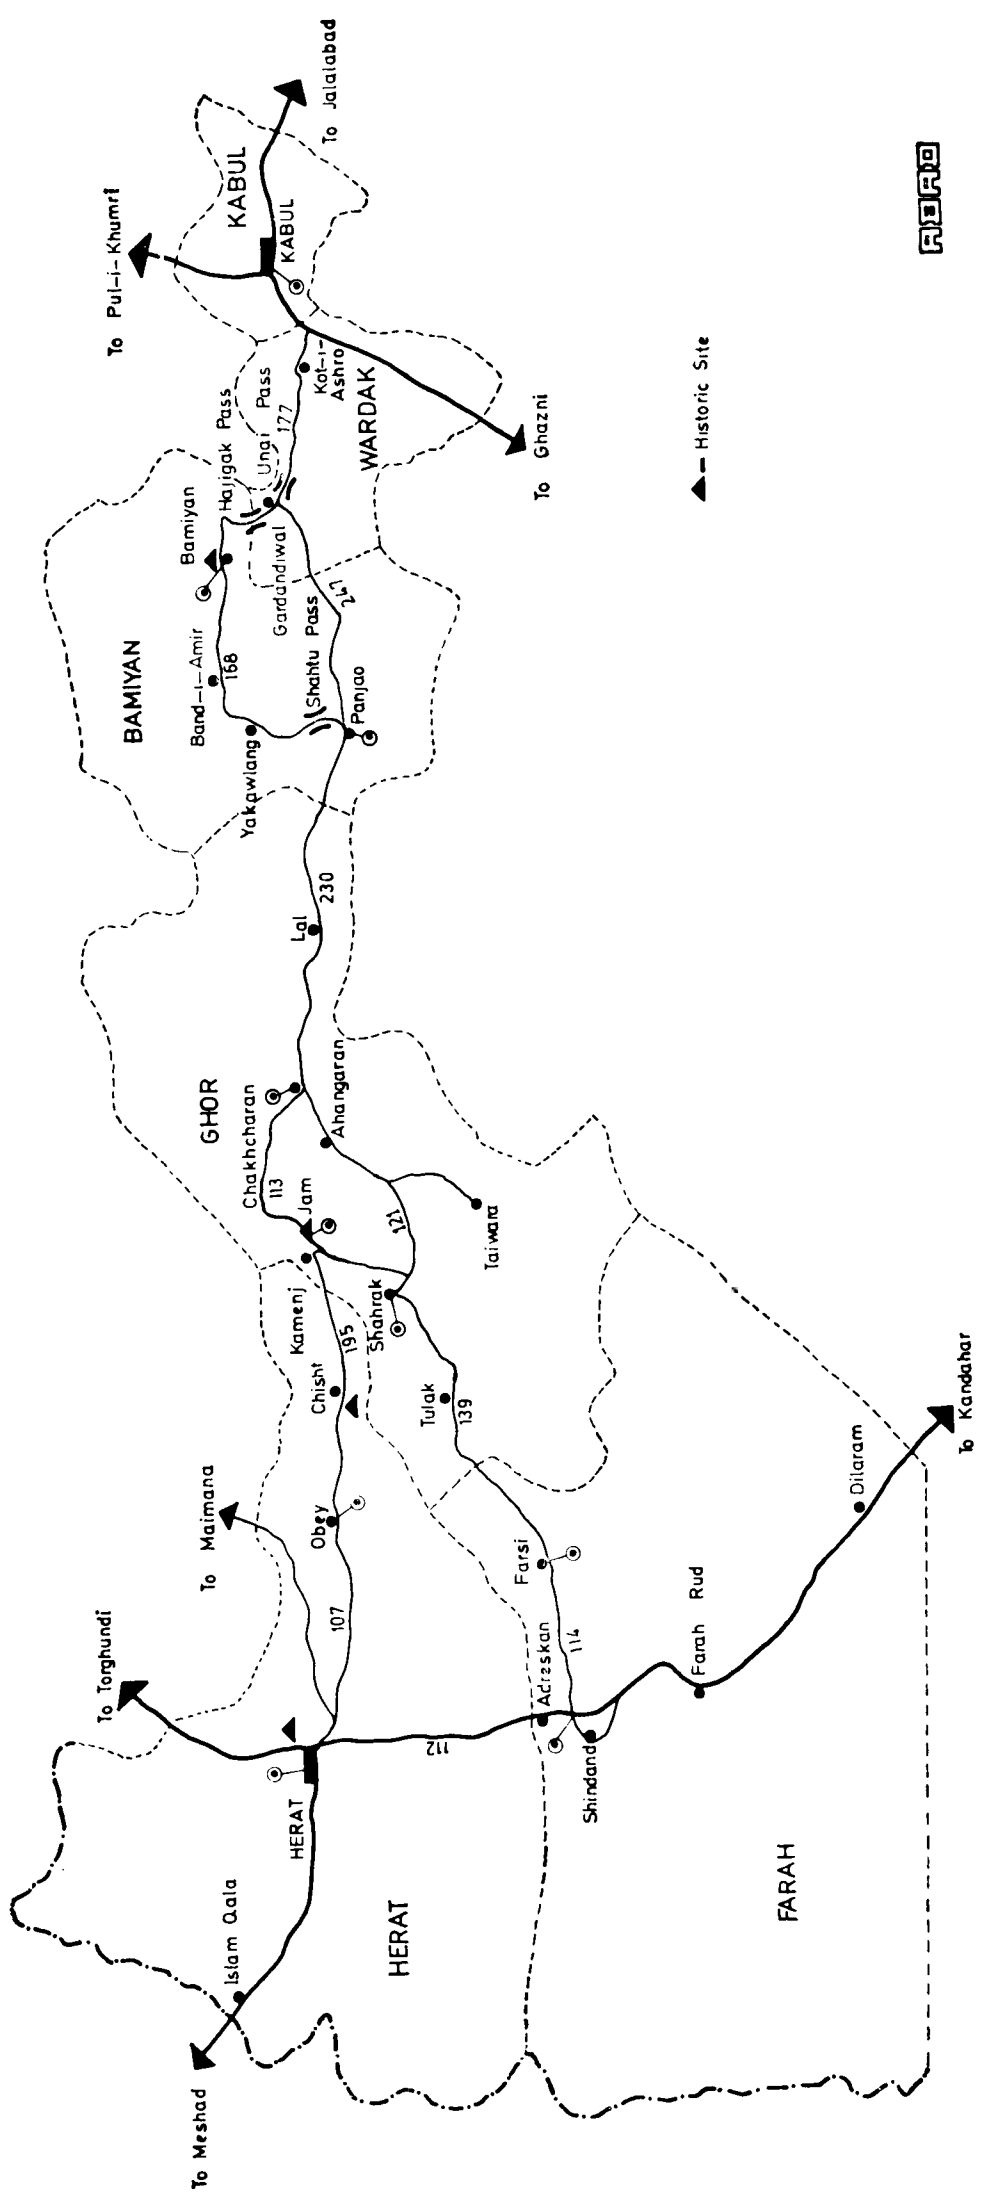 To Meshad
Islam Qala
HERAT
HERAT
To Torghundi
To Maimana
107
112
Obey
Chisht
195
Kamenj
Jam
113
Chakhcharan
GHOR
Ahangaran
121
Taiwara
Shahrak
Tulak
139
Farsi
114
Adreskan
Shindand
FARAH
Farah Rud
Dilaram
To Kandahar
Lal
230
Yakawlang
Band-i-Amir
168
BAMIYAN
Bamiyan
Panjao
Shahtu Pass
247
Gardandiwal
Hajigak Pass
Unai Pass
177
Kot-i-
Ashro
WARDAK
KABUL
KABUL
To Pul-i-Khumri
To Jalalabad
To Ghazni
– Historic Site